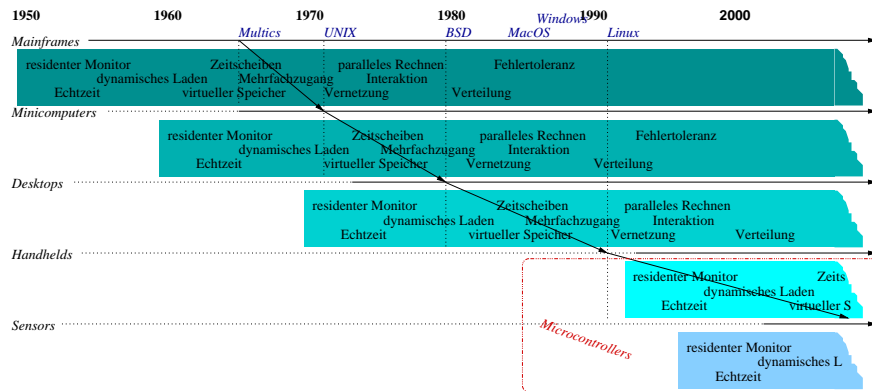 1950 1960 1970 1980 1990 2000
Windows
Multics UNIX BSD MacOS Linux
Mainframes
residenter Monitor Zeitscheiben paralleles Rechnen Fehlertoleranz
dynamisches Laden Mehrfachzugang Interaktion
Echtzeit virtueller Speicher Vernetzung Verteilung
Minicomputers
residenter Monitor Zeitscheiben paralleles Rechnen Fehlertoleranz
dynamisches Laden Mehrfachzugang Interaktion
Echtzeit virtueller Speicher Vernetzung Verteilung
Desktops
residenter Monitor Zeitscheiben paralleles Rechnen
dynamisches Laden Mehrfachzugang Interaktion
Echtzeit virtueller Speicher Vernetzung Verteilung
Handhelds
residenter Monitor Zeits
dynamisches Laden
Echtzeit virtueller S
Sensors
Microcontrollers
residenter Monitor
dynamisches L
Echtzeit